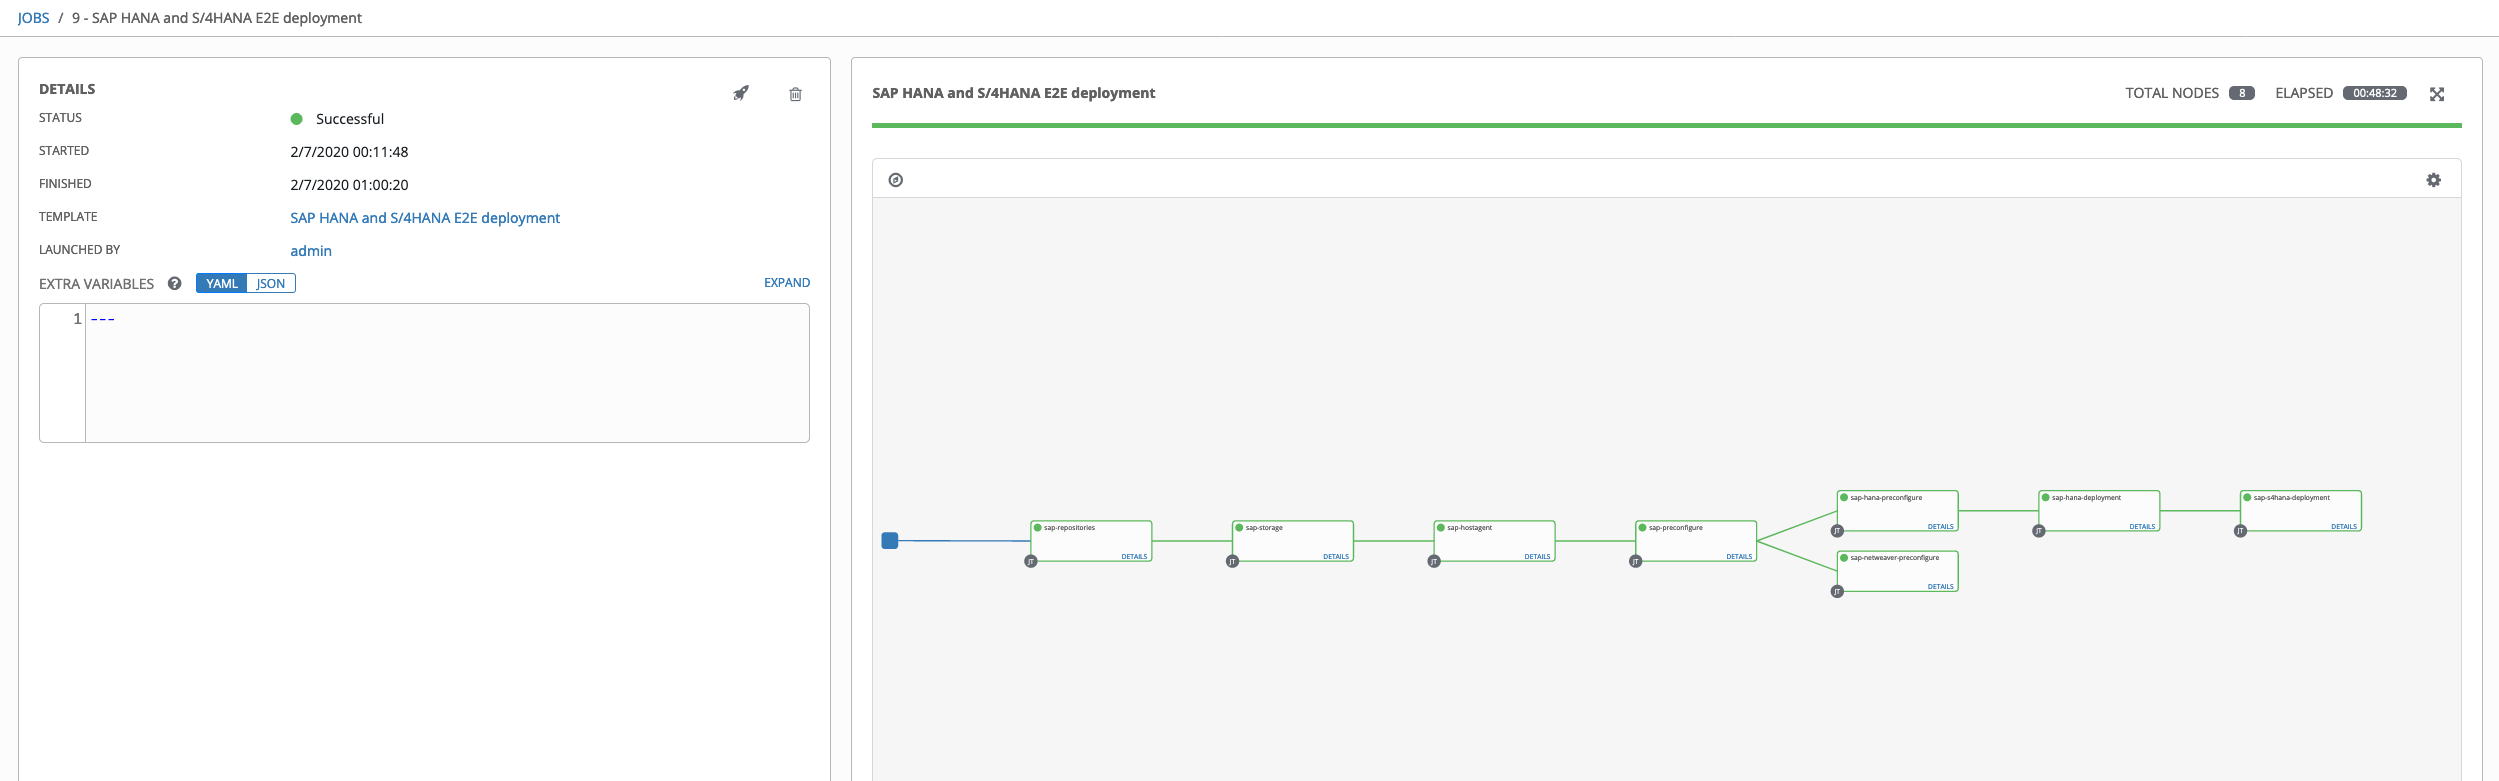 JOBS / 9 - SAP HANA and S/4HANA E2E deployment
DETAILS
STATUS Successful
STARTED 2/7/2020 00:11:48
FINISHED 2/7/2020 01:00:20
TEMPLATE SAP HANA and S/4HANA E2E deployment
LAUNCHED BY admin
EXTRA VARIABLES ? YAML JSON EXPAND
1 ---
SAP HANA and S/4HANA E2E deployment TOTAL NODES 8 ELAPSED 00:48:32
sap-repositories
DETAILS
JT
sap-storage
DETAILS
JT
sap-hostagent
DETAILS
JT
sap-preconfigure
DETAILS
JT
sap-hana-preconfigure
DETAILS
JT
sap-hana-deployment
DETAILS
JT
sap-s4hana-deployment
DETAILS
JT
sap-netweaver-preconfigure
DETAILS
JT